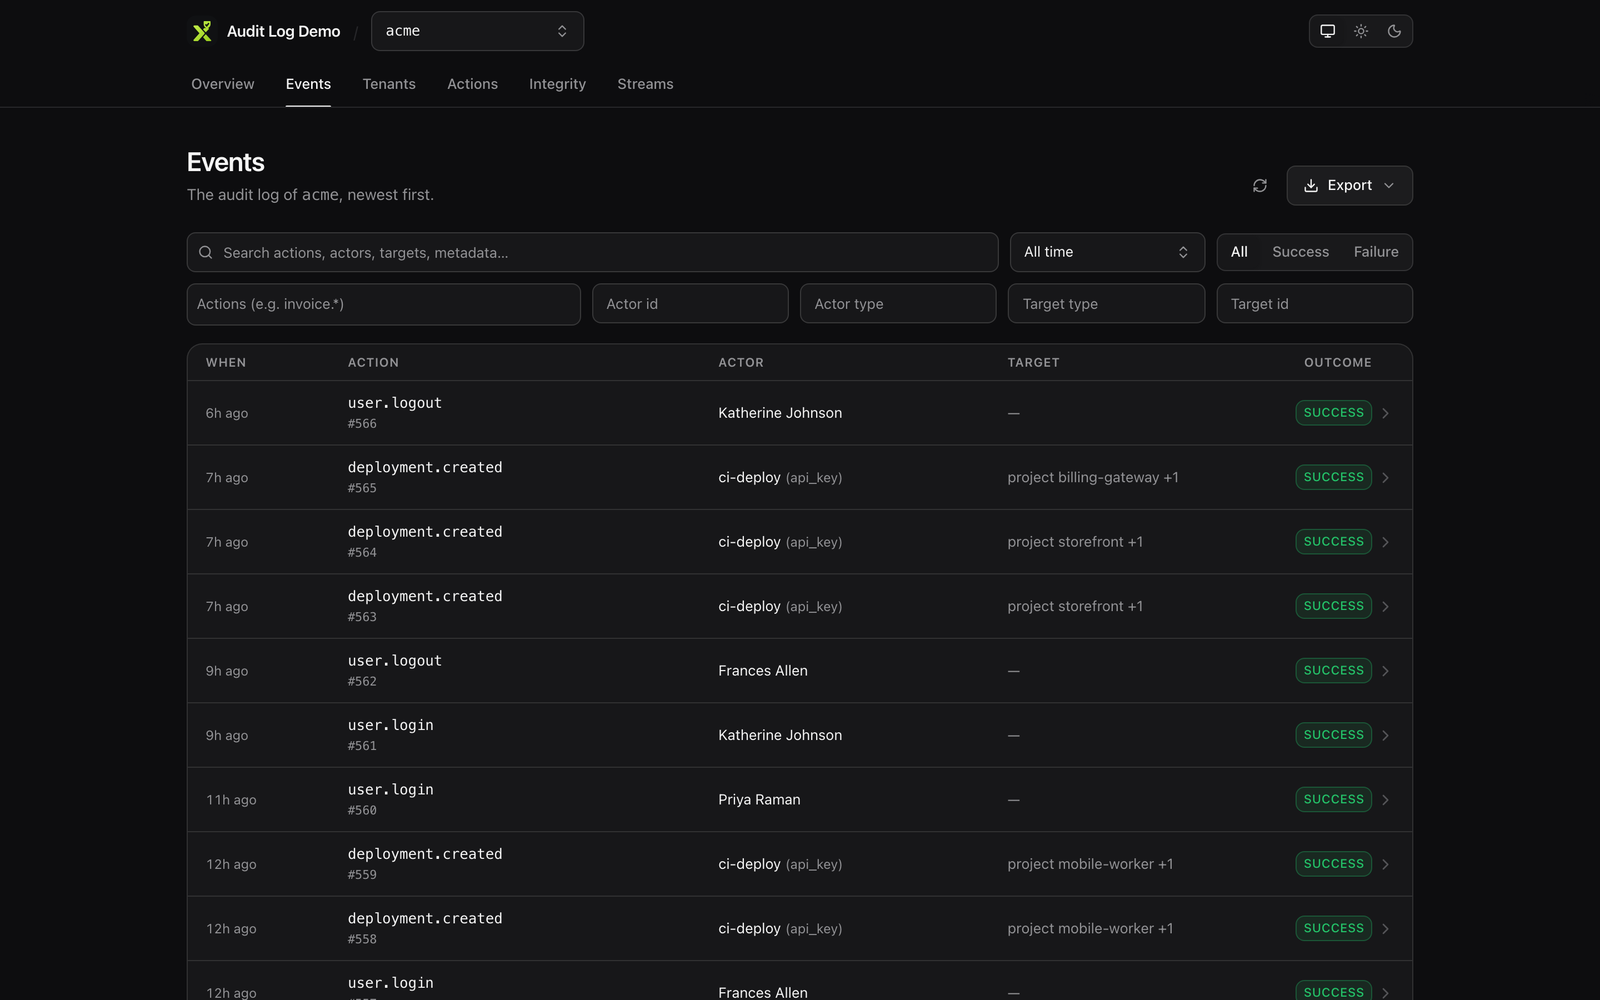 Audit Log Demo / acme
Overview Events Tenants Actions Integrity Streams
Events
The audit log of acme, newest first.
Export
Search actions, actors, targets, metadata...
All time
All Success Failure
Actions (e.g. invoice.*)
Actor id
Actor type
Target type
Target id
WHEN ACTION ACTOR TARGET OUTCOME
6h ago user.logout Katherine Johnson — SUCCESS
#566
7h ago deployment.created ci-deploy (api_key) project billing-gateway +1 SUCCESS
#565
7h ago deployment.created ci-deploy (api_key) project storefront +1 SUCCESS
#564
7h ago deployment.created ci-deploy (api_key) project storefront +1 SUCCESS
#563
9h ago user.logout Frances Allen — SUCCESS
#562
9h ago user.login Katherine Johnson — SUCCESS
#561
11h ago user.login Priya Raman — SUCCESS
#560
12h ago deployment.created ci-deploy (api_key) project mobile-worker +1 SUCCESS
#559
12h ago deployment.created ci-deploy (api_key) project mobile-worker +1 SUCCESS
#558
12h ago user.login Frances Allen — SUCCESS